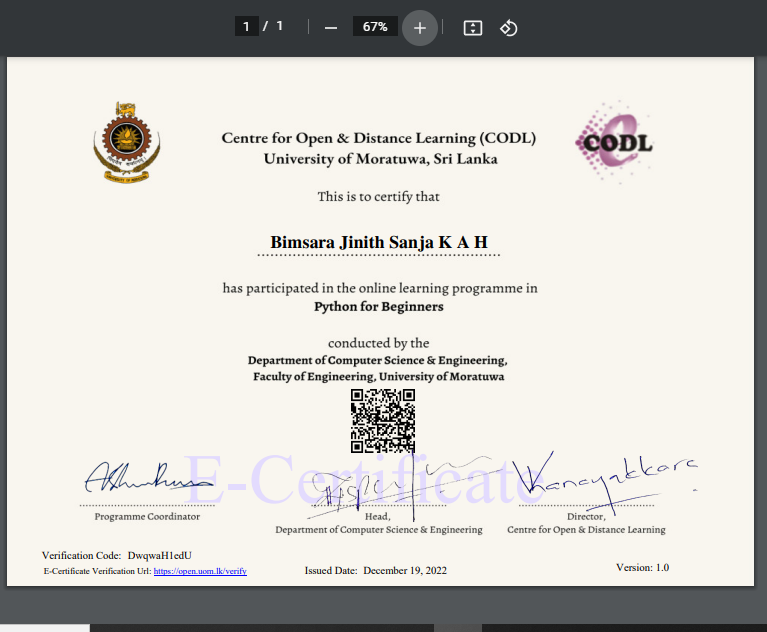 1 / 1 67%
Centre for Open & Distance Learning (CODL)
University of Moratuwa, Sri Lanka
CODL
This is to certify that
Bimsara Jinith Sanja K A H
has participated in the online learning programme in
Python for Beginners
conducted by the
Department of Computer Science & Engineering,
Faculty of Engineering, University of Moratuwa
E-Certificate
Programme Coordinator
Head,
Department of Computer Science & Engineering
Director,
Centre for Open & Distance Learning
Verification Code: DwqwaH1edU
E-Certificate Verification Url: https://open.uom.lk/verify
Issued Date: December 19, 2022
Version: 1.0